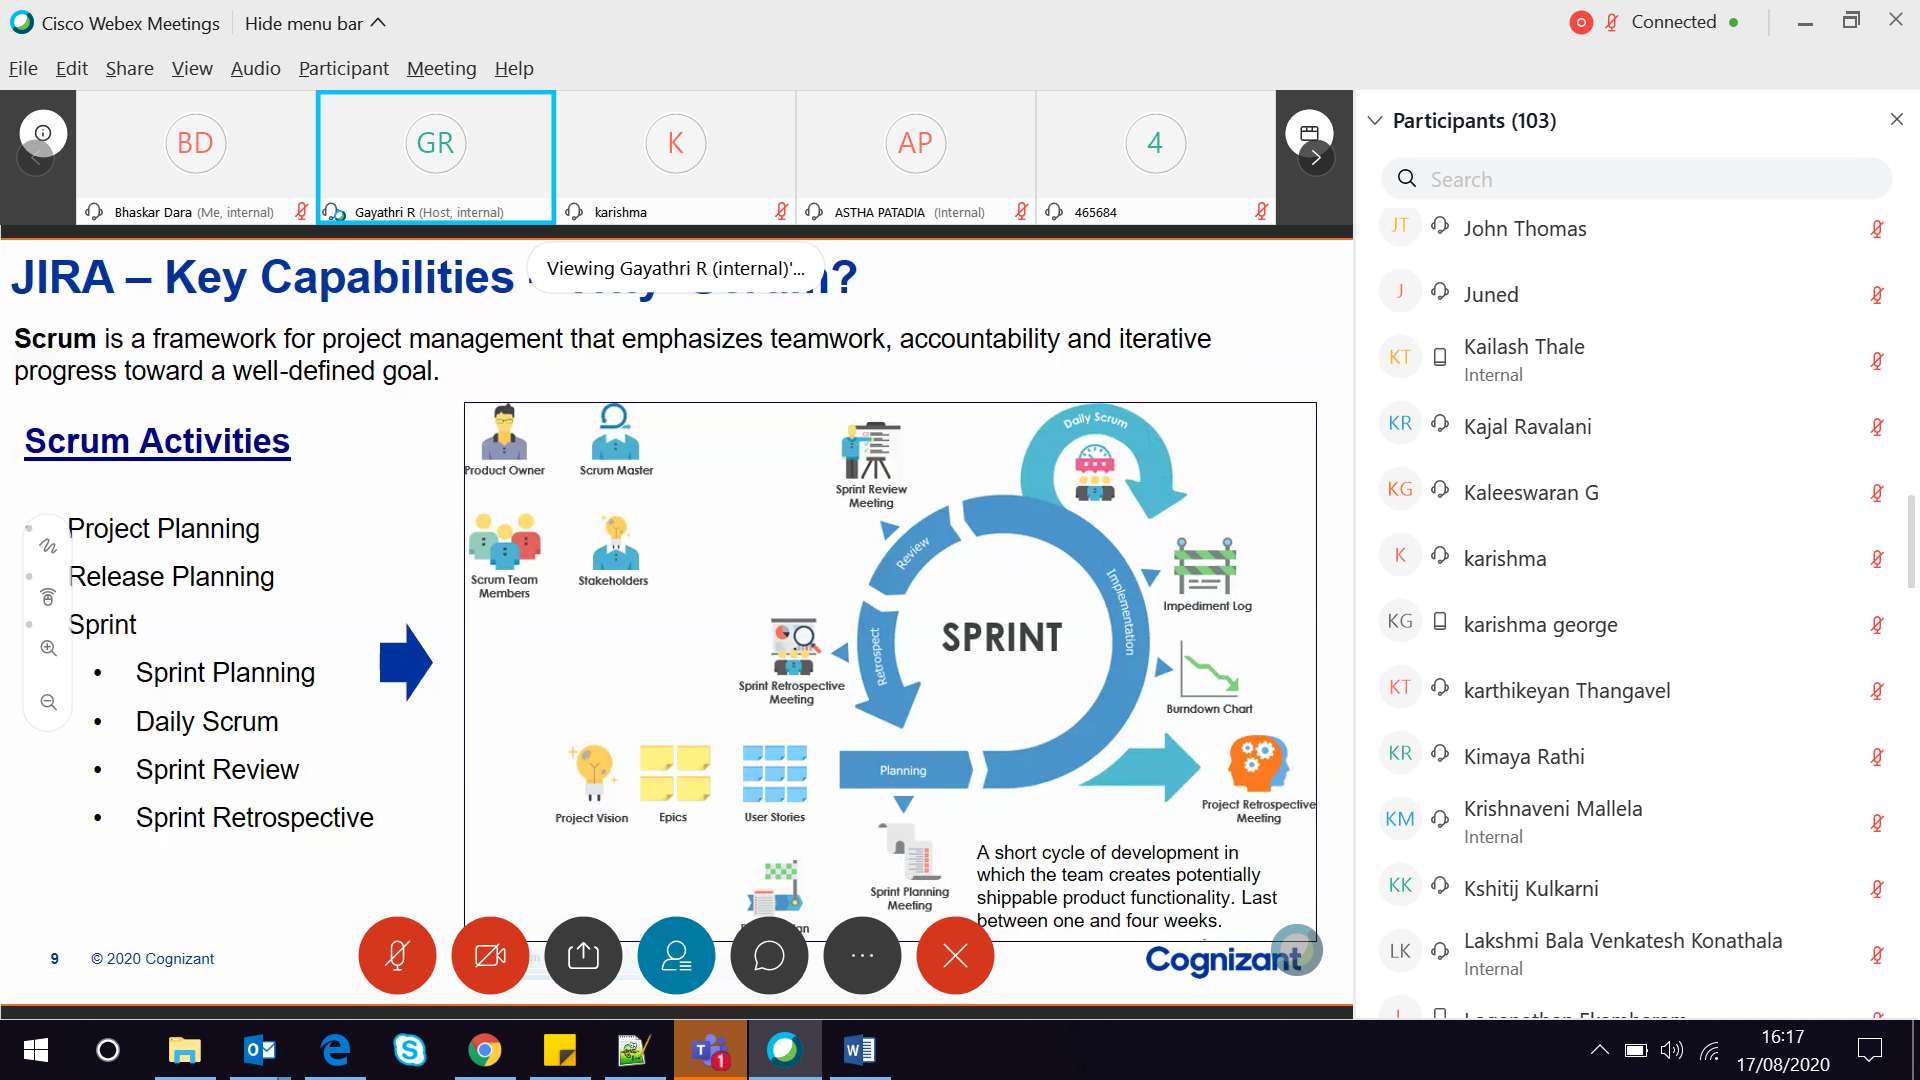 Cisco Webex Meetings
Hide menu bar
Connected
File Edit Share View Audio Participant Meeting Help
BD
GR
K
AP
4
Bhaskar Dara (Me, internal)
Gayathri R (Host, internal)
karishma
ASTHA PATADIA (Internal)
465684
Viewing Gayathri R (internal)'...
JIRA – Key Capabilities
Scrum is a framework for project management that emphasizes teamwork, accountability and iterative
progress toward a well-defined goal.
Scrum Activities
Project Planning
Release Planning
Sprint
• Sprint Planning
• Daily Scrum
• Sprint Review
• Sprint Retrospective
Product Owner
Scrum Master
Scrum Team
Members
Stakeholders
Sprint Review
Meeting
Daily Scrum
Review
Implementation
Impediment Log
SPRINT
Retrospect
Sprint Retrospective
Meeting
Burndown Chart
Project Vision
Epics
User Stories
Planning
Project Retrospective
Meeting
Sprint Planning
Meeting
A short cycle of development in
which the team creates potentially
shippable product functionality. Last
between one and four weeks.
9 © 2020 Cognizant
Cognizant
Participants (103)
Search
JT John Thomas
J Juned
KT Kailash Thale
Internal
KR Kajal Ravalani
KG Kaleeswaran G
K karishma
KG karishma george
KT karthikeyan Thangavel
KR Kimaya Rathi
KM Krishnaveni Mallela
Internal
KK Kshitij Kulkarni
LK Lakshmi Bala Venkatesh Konathala
Internal
1
16:17
17/08/2020